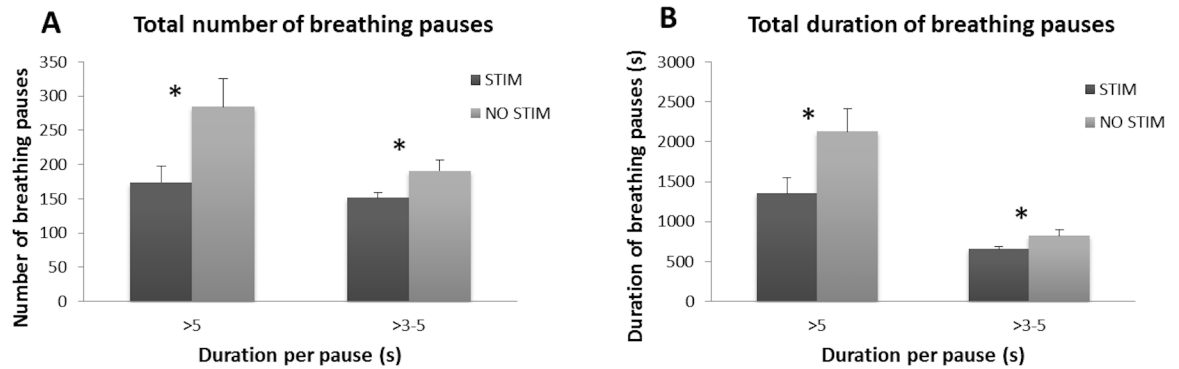 A
Total number of breathing pauses
Number of breathing pauses
350
300
250
200
150
100
50
0
*
*
STIM
NO STIM
>5
>3-5
Duration per pause (s)
B
Total duration of breathing pauses
Duration of breathing pauses (s)
3000
2500
2000
1500
1000
500
0
*
*
STIM
NO STIM
>5
>3-5
Duration per pause (s)